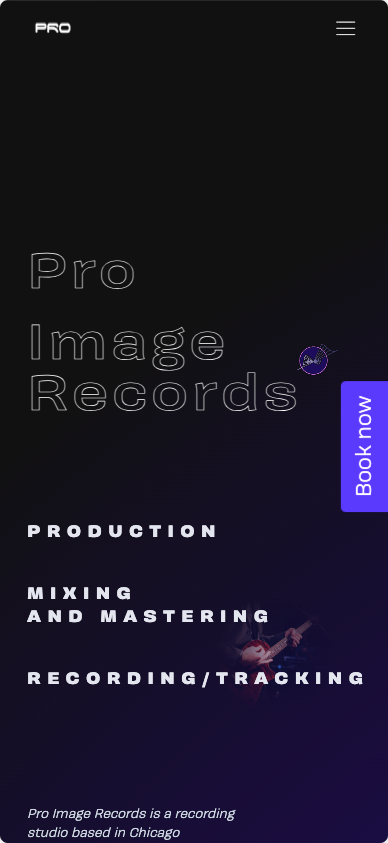 PRO
Pro
Image
Records
Book now
PRODUCTION
MIXING
AND MASTERING
RECORDING/TRACKING
Pro Image Records is a recording
studio based in Chicago